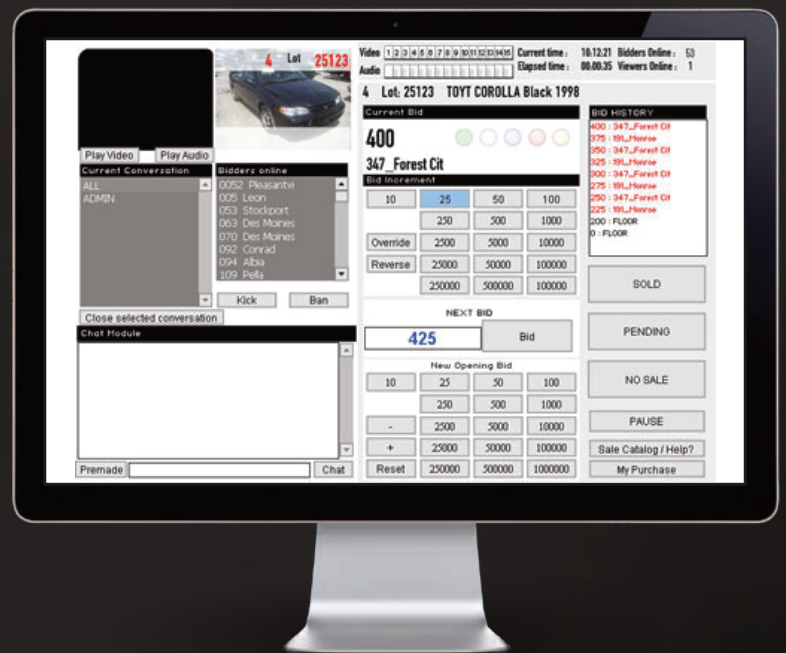 4 Lot 25123
Video 1 2 3 4 5 6 7 8 9 10 11 12 13 14 15 Current time : 10:12:21 Bidders Online : 53
Audio Elapsed time : 00:00:35 Viewers Online : 1
Play Video Play Audio
Current Conversation
ALL
ADMIN
Close selected conversation
Bidders online
0052 Pleasantvi
005 Leon
053 Stockport
063 Des Moines
070 Des Moines
092 Conrad
094 Albia
109 Pella
Kick Ban
Chat Module
Premade Chat
4 Lot: 25123 TOYT COROLLA Black 1998
Current Bid
400
347_Forest Cit
Bid Increment
10 25 50 100
250 500 1000
Override 2500 5000 10000
Reverse 25000 50000 100000
250000 500000 100000
NEXT BID
425 Bid
New Opening Bid
10 25 50 100
250 500 1000
- 2500 5000 10000
+ 25000 50000 100000
Reset 250000 500000 1000000
BID HISTORY
400 : 347_Forest Cit
375 : 191_Monroe
350 : 347_Forest Cit
325 : 191_Monroe
300 : 347_Forest Cit
275 : 191_Monroe
250 : 347_Forest Cit
225 : 191_Monroe
200 : FLOOR
0 : FLOOR
SOLD
PENDING
NO SALE
PAUSE
Sale Catalog / Help?
My Purchase